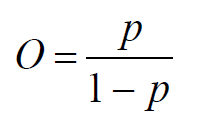 O = p / (1 − p)